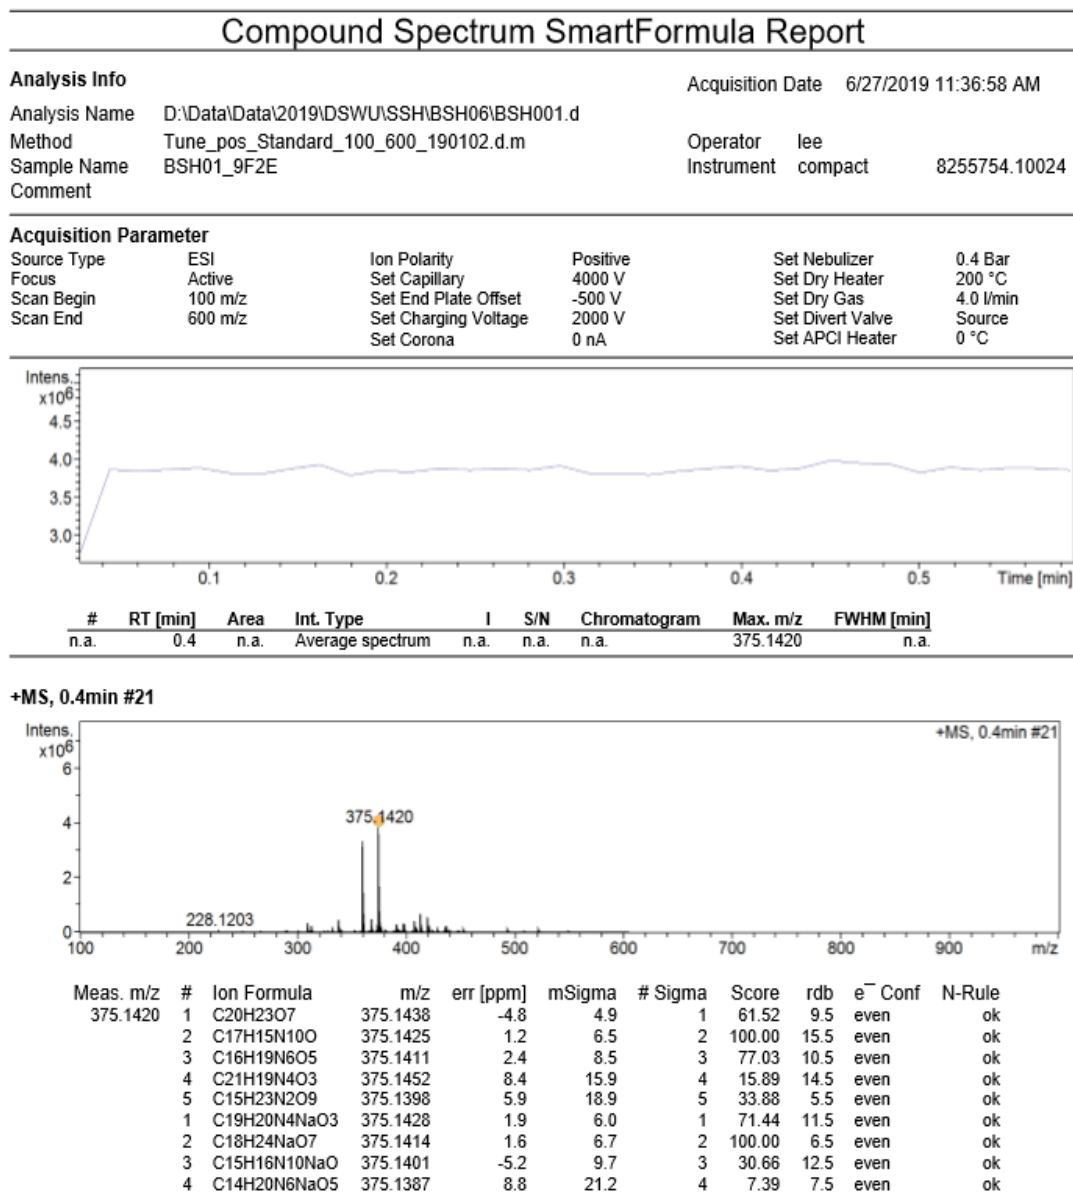 Compound Spectrum SmartFormula Report
Analysis Info
Acquisition Date 6/27/2019 11:36:58 AM
Analysis Name D:\Data\Data\2019\DSWU\SSH\BSH06\BSH001.d
Method Tune_pos_Standard_100_600_190102.d.m Operator lee
Sample Name BSH01_9F2E Instrument compact 8255754.10024
Comment
Acquisition Parameter
Source Type ESI Ion Polarity Positive Set Nebulizer 0.4 Bar
Focus Active Set Capillary 4000 V Set Dry Heater 200 °C
Scan Begin 100 m/z Set End Plate Offset -500 V Set Dry Gas 4.0 l/min
Scan End 600 m/z Set Charging Voltage 2000 V Set Divert Valve Source
Set Corona 0 nA Set APCI Heater 0 °C
Intens.
x10⁶
4.5
4.0
3.5
3.0
0.1 0.2 0.3 0.4 0.5 Time [min]
# RT [min] Area Int. Type I S/N Chromatogram Max. m/z FWHM [min]
n.a. 0.4 n.a. Average spectrum n.a. n.a. n.a. 375.1420 n.a.
+MS, 0.4min #21
Intens.
x10⁶
+MS, 0.4min #21
6
375.1420
4
2
228.1203
0
100 200 300 400 500 600 700 800 900 m/z
Meas. m/z # Ion Formula m/z err [ppm] mSigma # Sigma Score rdb e⁻ Conf N-Rule
375.1420 1 C20H23O7 375.1438 -4.8 4.9 1 61.52 9.5 even ok
2 C17H15N10O 375.1425 1.2 6.5 2 100.00 15.5 even ok
3 C16H19N6O5 375.1411 2.4 8.5 3 77.03 10.5 even ok
4 C21H19N4O3 375.1452 8.4 15.9 4 15.89 14.5 even ok
5 C15H23N2O9 375.1398 5.9 18.9 5 33.88 5.5 even ok
1 C19H20N4NaO3 375.1428 1.9 6.0 1 71.44 11.5 even ok
2 C18H24NaO7 375.1414 1.6 6.7 2 100.00 6.5 even ok
3 C15H16N10NaO 375.1401 -5.2 9.7 3 30.66 12.5 even ok
4 C14H20N6NaO5 375.1387 8.8 21.2 4 7.39 7.5 even ok